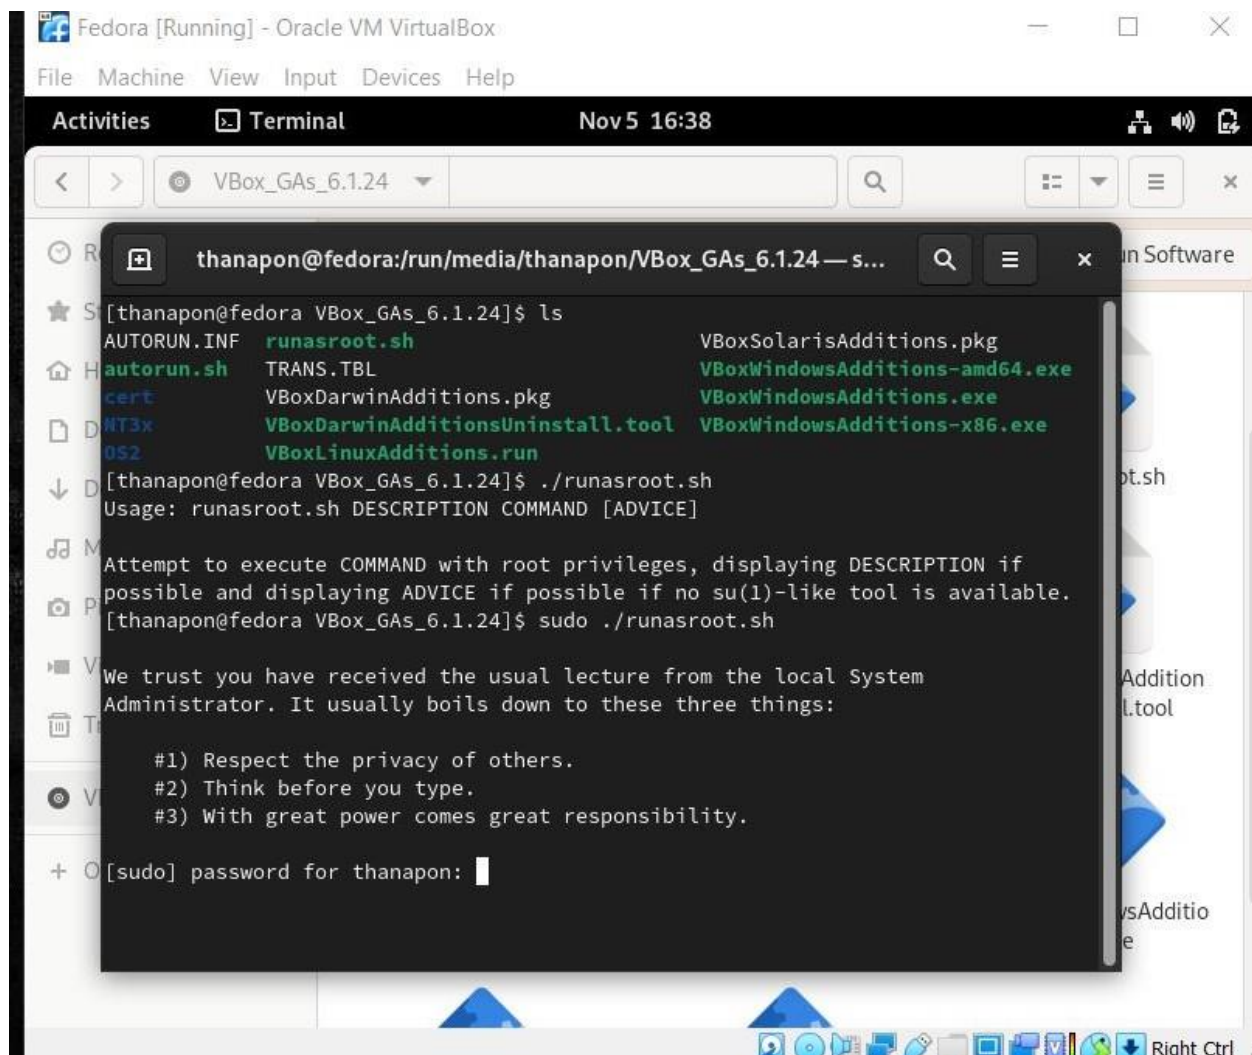 Fedora [Running] - Oracle VM VirtualBox
File Machine View Input Devices Help
Activities Terminal Nov 5 16:38
VBox_GAs_6.1.24
thanapon@fedora:/run/media/thanapon/VBox_GAs_6.1.24 — s...
[thanapon@fedora VBox_GAs_6.1.24]$ ls
AUTORUN.INF runasroot.sh VBoxSolarisAdditions.pkg
autorun.sh TRANS.TBL VBoxWindowsAdditions-amd64.exe
cert VBoxDarwinAdditions.pkg VBoxWindowsAdditions.exe
NT3x VBoxDarwinAdditionsUninstall.tool VBoxWindowsAdditions-x86.exe
OS2 VBoxLinuxAdditions.run
[thanapon@fedora VBox_GAs_6.1.24]$ ./runasroot.sh
Usage: runasroot.sh DESCRIPTION COMMAND [ADVICE]
Attempt to execute COMMAND with root privileges, displaying DESCRIPTION if
possible and displaying ADVICE if possible if no su(1)-like tool is available.
[thanapon@fedora VBox_GAs_6.1.24]$ sudo ./runasroot.sh
We trust you have received the usual lecture from the local System
Administrator. It usually boils down to these three things:
#1) Respect the privacy of others.
#2) Think before you type.
#3) With great power comes great responsibility.
[sudo] password for thanapon:
Software
ot.sh
Addition
l.tool
wsAdditio
e
Right Ctrl